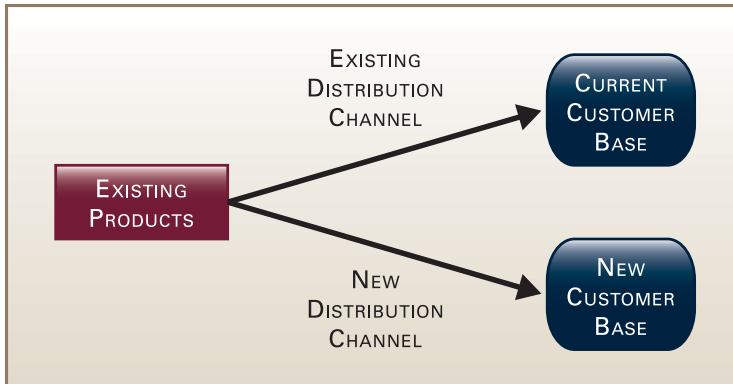 EXISTING
DISTRIBUTION
CHANNEL
CURRENT
CUSTOMER
BASE
EXISTING
PRODUCTS
NEW
DISTRIBUTION
CHANNEL
NEW
CUSTOMER
BASE